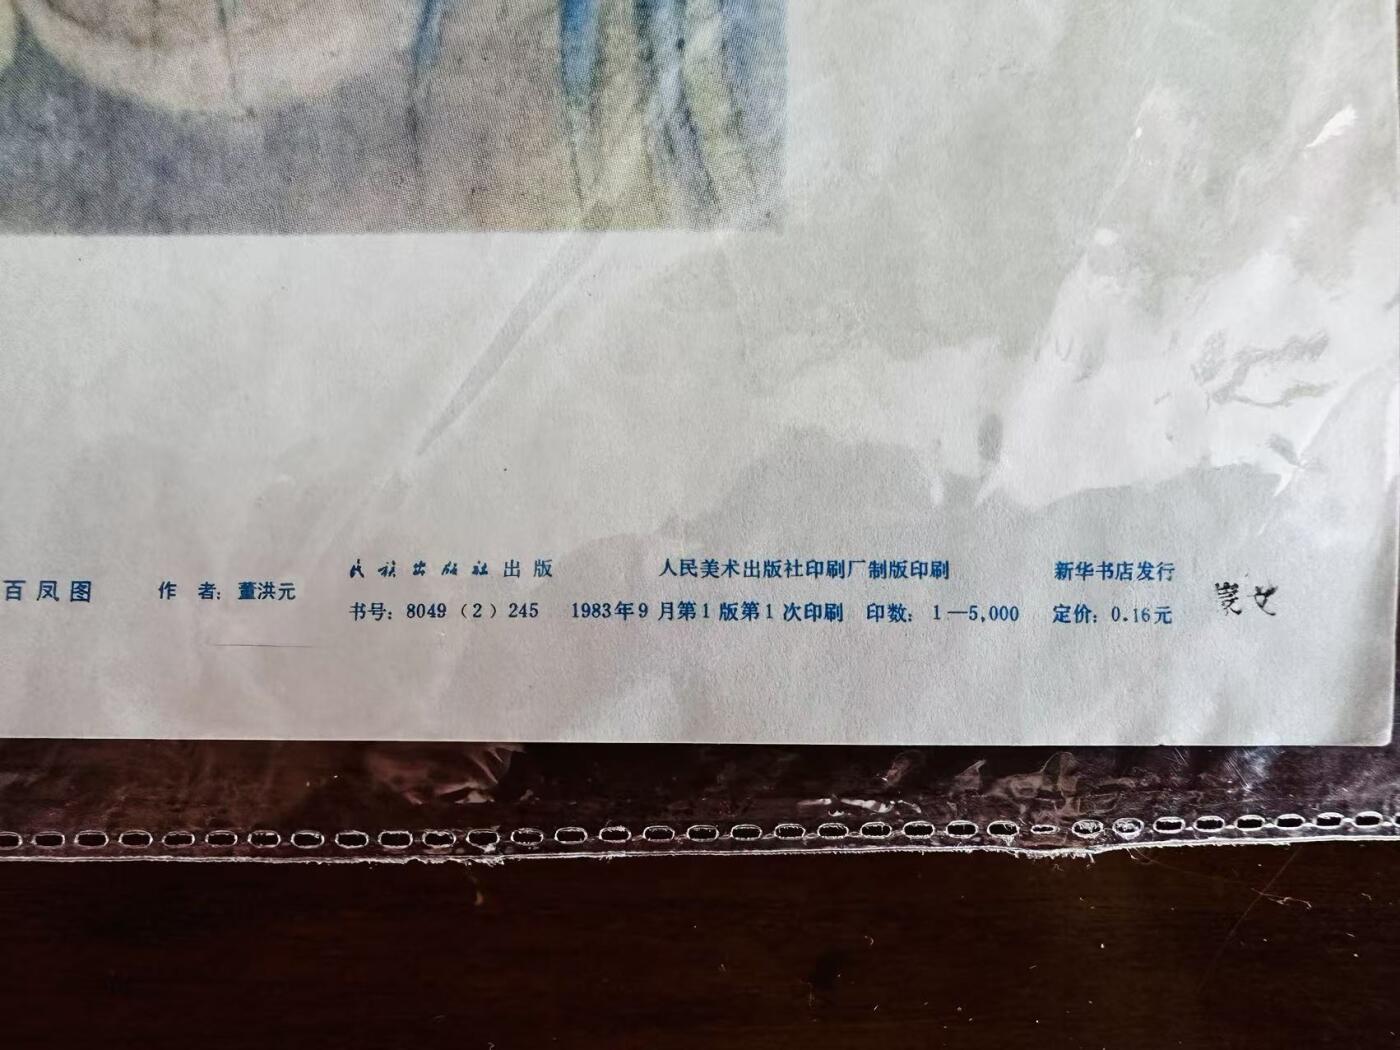 百凤图 作 者：董洪元
民族出版社出版 人民美术出版社印刷厂制版印刷 新华书店发行
书号：8049（2）245 1983年9月第1版第1次印刷 印数：1—5,000 定价：0.16元